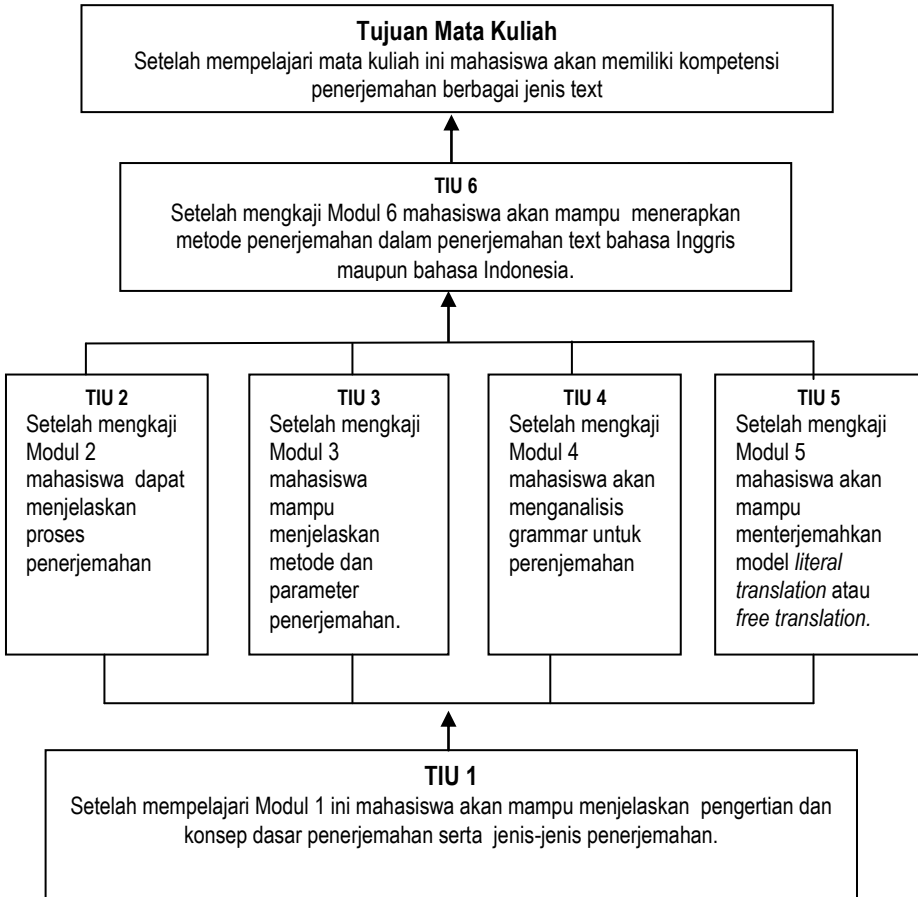 Tujuan Mata Kuliah
Setelah mempelajari mata kuliah ini mahasiswa akan memiliki kompetensi
penerjemahan berbagai jenis text
TIU 6
Setelah mengkaji Modul 6 mahasiswa akan mampu menerapkan
metode penerjemahan dalam penerjemahan text bahasa Inggris
maupun bahasa Indonesia.
TIU 2
Setelah mengkaji
Modul 2
mahasiswa dapat
menjelaskan
proses
penerjemahan
TIU 3
Setelah mengkaji
Modul 3
mahasiswa
mampu
menjelaskan
metode dan
parameter
penerjemahan.
TIU 4
Setelah mengkaji
Modul 4
mahasiswa akan
menganalisis
grammar untuk
perenjemahan
TIU 5
Setelah mengkaji
Modul 5
mahasiswa akan
mampu
menterjemahkan
model literal
translation atau
free translation.
TIU 1
Setelah mempelajari Modul 1 ini mahasiswa akan mampu menjelaskan pengertian dan
konsep dasar penerjemahan serta jenis-jenis penerjemahan.